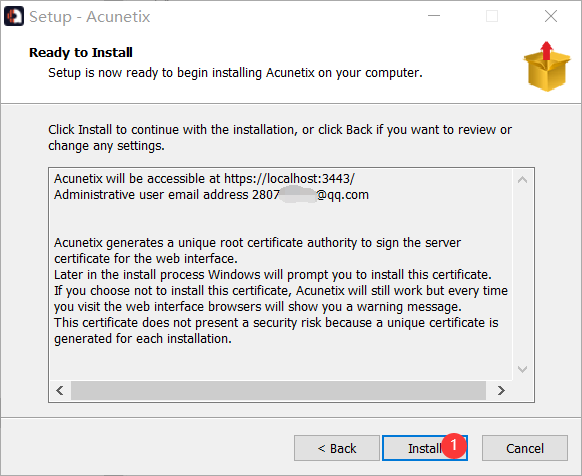 Setup - Acunetix
Ready to Install
Setup is now ready to begin installing Acunetix on your computer.
Click Install to continue with the installation, or click Back if you want to review or
change any settings.
Acunetix will be accessible at https://localhost:3443/
Administrative user email address 2807 @qq.com
Acunetix generates a unique root certificate authority to sign the server
certificate for the web interface.
Later in the install process Windows will prompt you to install this certificate.
If you choose not to install this certificate, Acunetix will still work but every time
you visit the web interface browsers will show you a warning message.
This certificate does not present a security risk because a unique certificate is
generated for each installation.
< Back
Install
1
Cancel